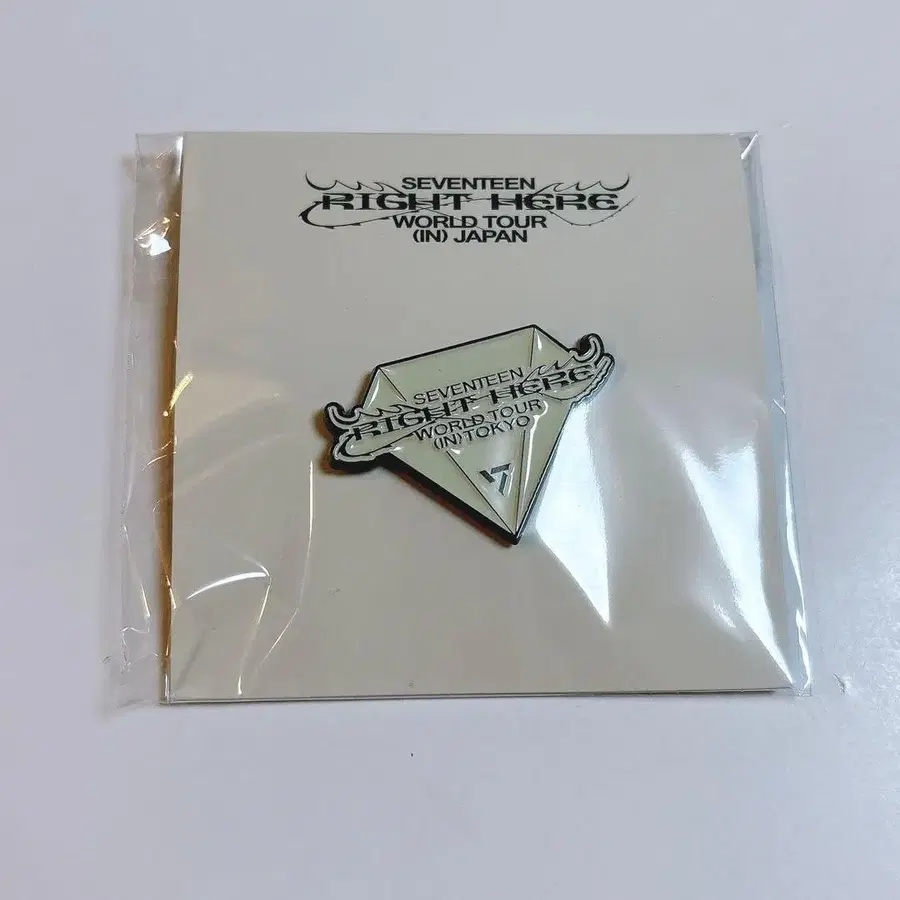 SEVENTEEN
RIGHT HERE
WORLD TOUR
(IN) JAPAN
SEVENTEEN
RIGHT HERE
WORLD TOUR
(IN) TOKYO